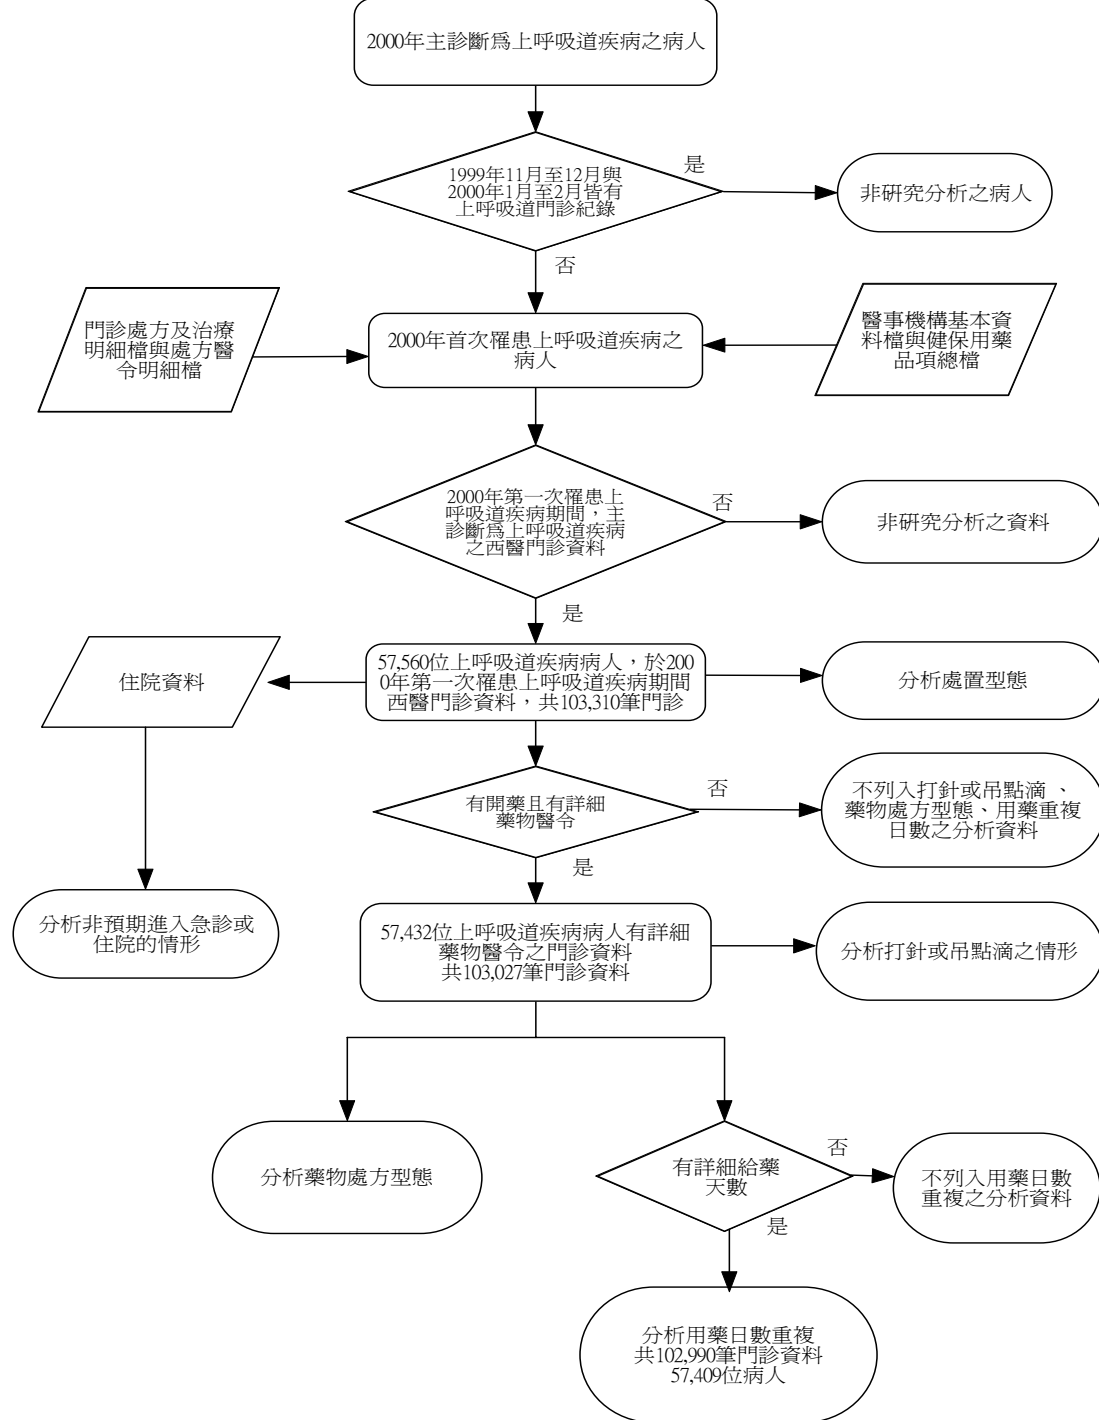 2000年主診斷為上呼吸道疾病之病人
1999年11月至12月與
2000年1月至2月皆有
上呼吸道門診紀錄
是
非研究分析之病人
否
門診處方及治療
明細檔與處方醫
令明細檔
2000年首次罹患上呼吸道疾病之
病人
醫事機構基本資
料檔與健保用藥
品項總檔
2000年第一次罹患上
呼吸道疾病期間，主
診斷為上呼吸道疾病
之西醫門診資料
否
非研究分析之資料
是
住院資料
57,560位上呼吸道疾病病人，於200
0年第一次罹患上呼吸道疾病期間
西醫門診資料，共103,310筆門診
分析處置型態
有開藥且有詳細
藥物醫令
否
不列入打針或吊點滴、
藥物處方型態、用藥重複
日數之分析資料
是
分析非預期進入急診或
住院的情形
57,432位上呼吸道疾病病人有詳細
藥物醫令之門診資料
共103,027筆門診資料
分析打針或吊點滴之情形
分析藥物處方型態
有詳細給藥
天數
否
不列入用藥日數
重複之分析資料
是
分析用藥日數重複
共102,990筆門診資料
57,409位病人